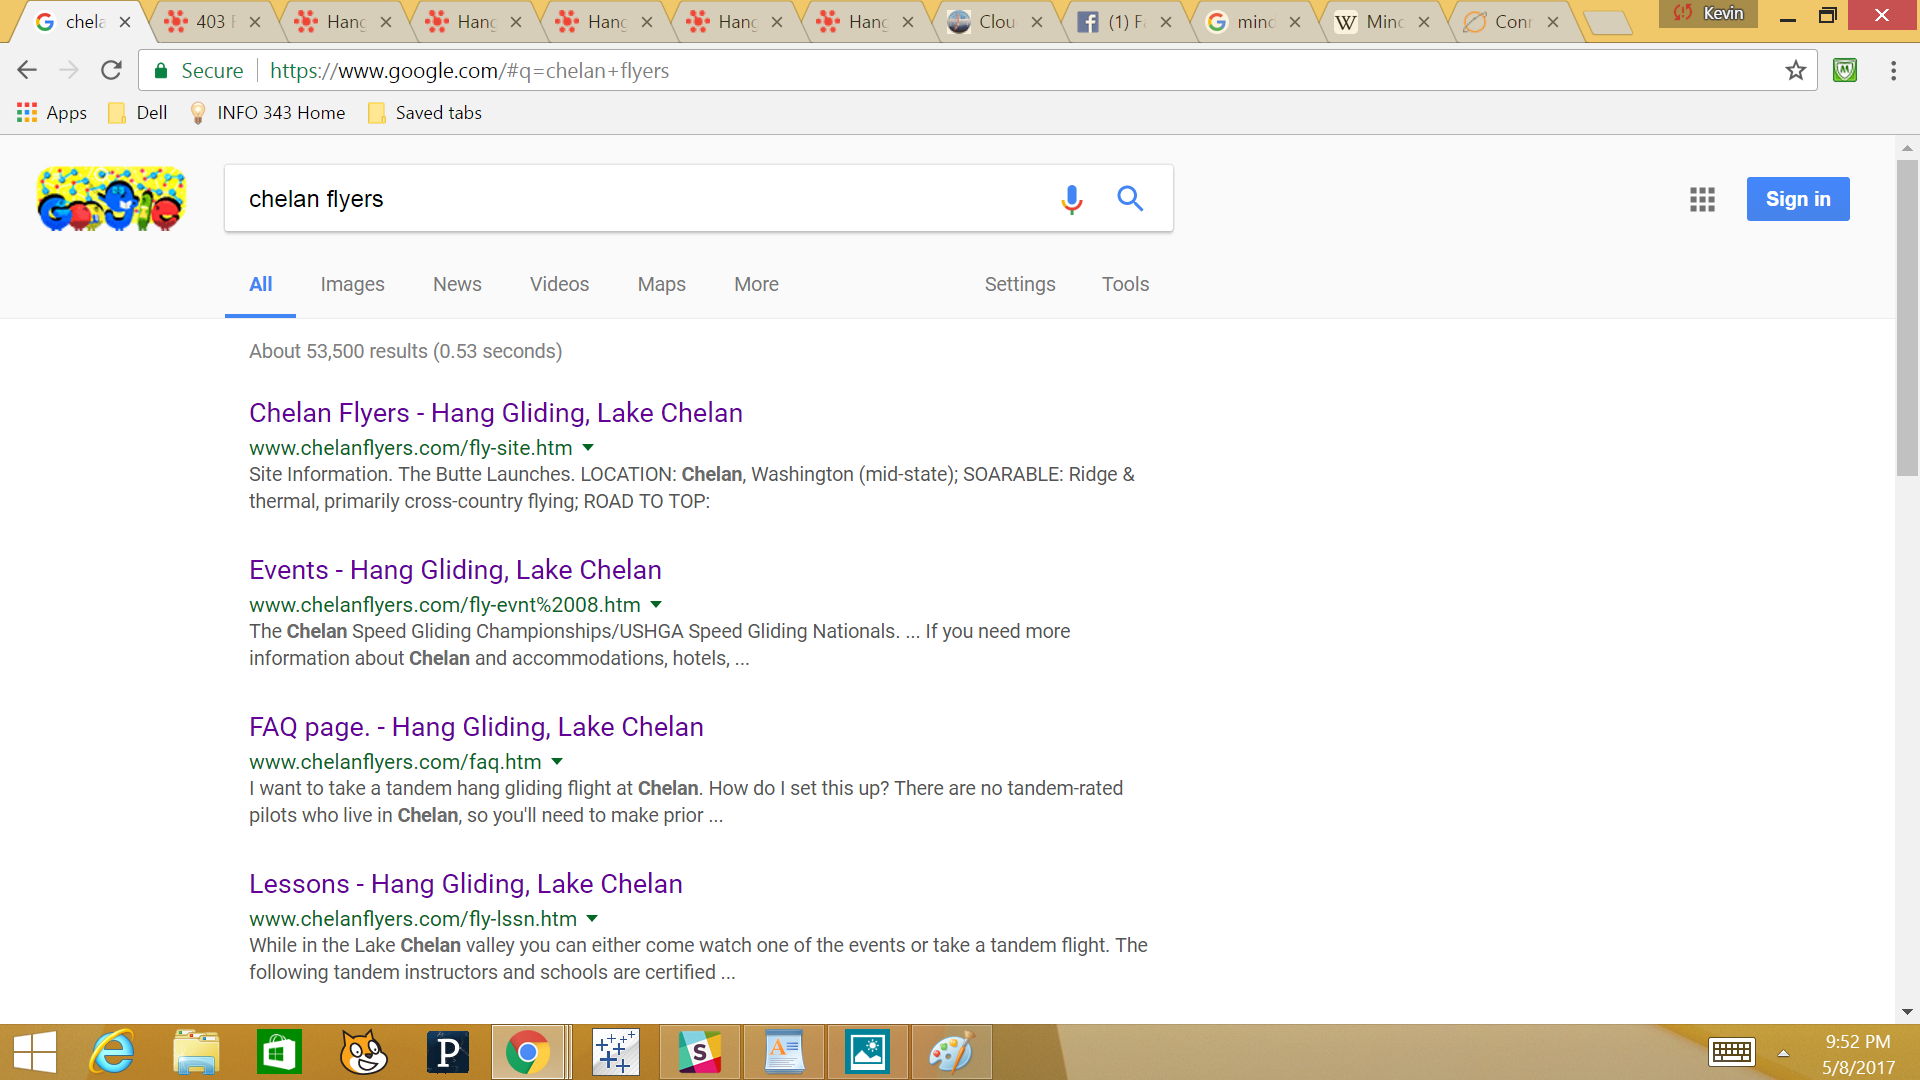 chela
403 F
Hang
Hang
Hang
Hang
Hang
Clou
(1) Fa
mind
Minc
Conr
Kevin
Secure
https://www.google.com/#q=chelan+flyers
Apps
Dell
INFO 343 Home
Saved tabs
Google
chelan flyers
Sign in
All Images News Videos Maps More Settings Tools
About 53,500 results (0.53 seconds)
Chelan Flyers - Hang Gliding, Lake Chelan
www.chelanflyers.com/fly-site.htm
Site Information. The Butte Launches. LOCATION: Chelan, Washington (mid-state); SOARABLE: Ridge &
thermal, primarily cross-country flying; ROAD TO TOP:
Events - Hang Gliding, Lake Chelan
www.chelanflyers.com/fly-evnt%2008.htm
The Chelan Speed Gliding Championships/USHGA Speed Gliding Nationals. ... If you need more
information about Chelan and accommodations, hotels, ...
FAQ page. - Hang Gliding, Lake Chelan
www.chelanflyers.com/faq.htm
I want to take a tandem hang gliding flight at Chelan. How do I set this up? There are no tandem-rated
pilots who live in Chelan, so you'll need to make prior ...
Lessons - Hang Gliding, Lake Chelan
www.chelanflyers.com/fly-lssn.htm
While in the Lake Chelan valley you can either come watch one of the events or take a tandem flight. The
following tandem instructors and schools are certified ...
9:52 PM
5/8/2017